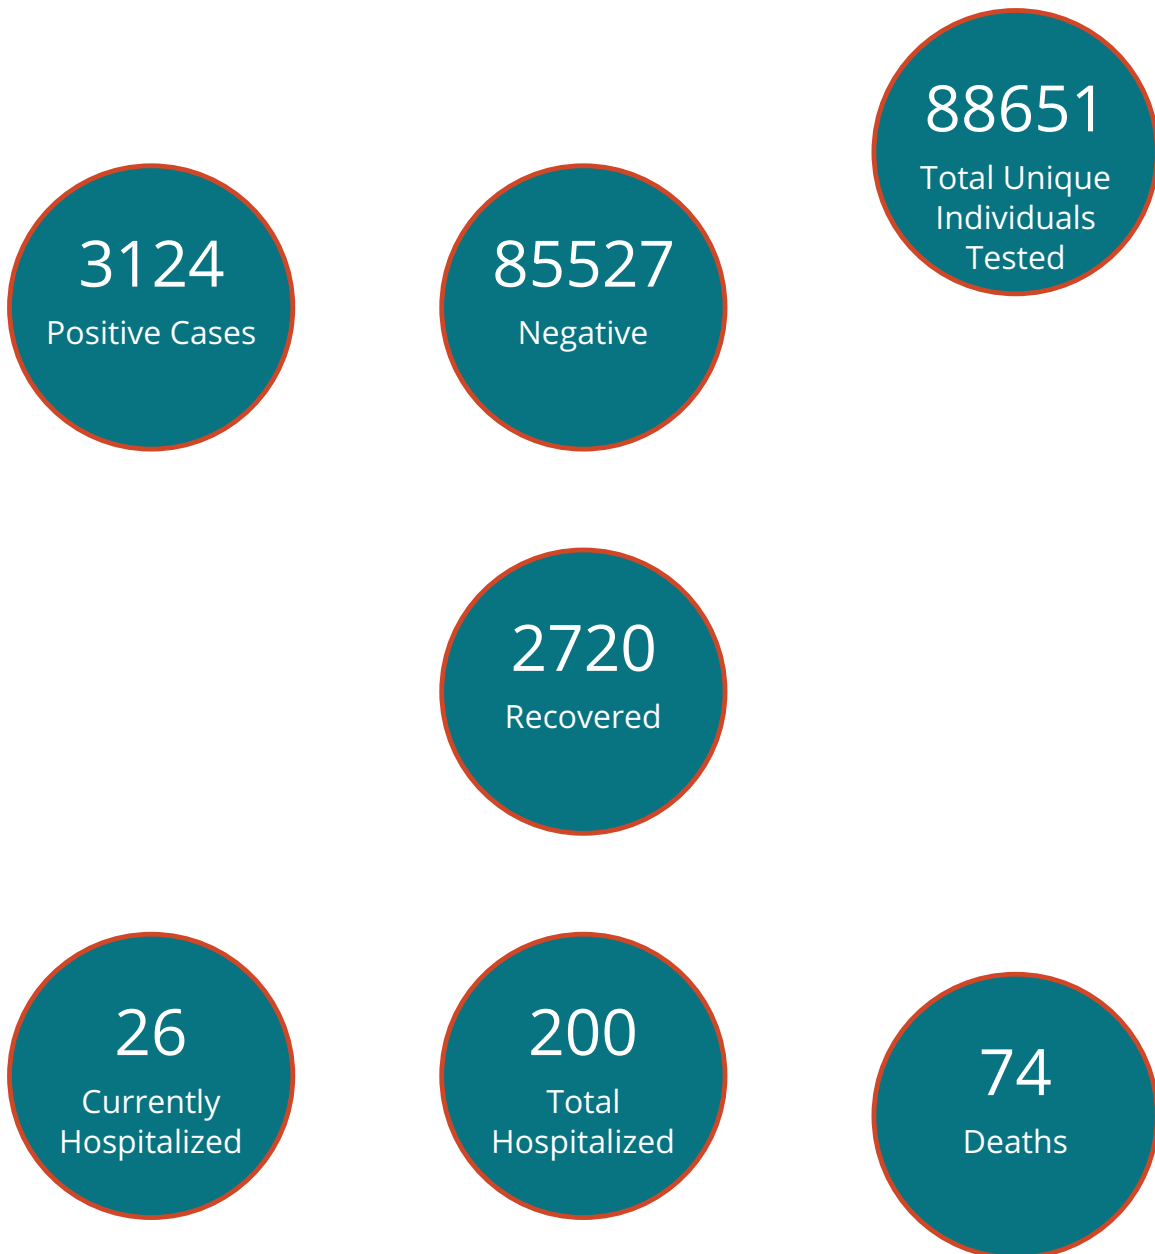 88651
Total Unique
Individuals
Tested
3124
Positive Cases
85527
Negative
2720
Recovered
26
Currently
Hospitalized
200
Total
Hospitalized
74
Deaths